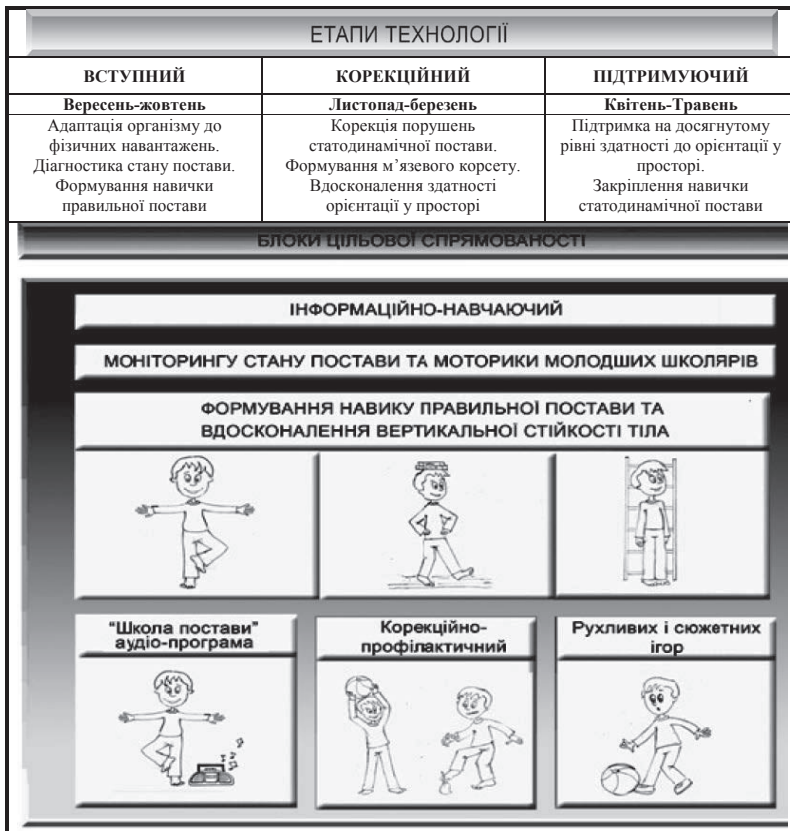 ЕТАПИ ТЕХНОЛОГІЇ
ВСТУПНИЙ
Вересень-жовтень
Адаптація організму до
фізичних навантажень.
Діагностика стану постави.
Формування навички
правильної постави
КОРЕКЦІЙНИЙ
Листопад-березень
Корекція порушень
статодинамічної постави.
Формування м’язевого корсету.
Вдосконалення здатності
орієнтації у просторі
ПІДТРИМУЮЧИЙ
Квітень-Травень
Підтримка на досягнутому
рівні здатності до орієнтації у
просторі.
Закріплення навички
статодинамічної постави
БЛОКИ ЦІЛЬОВОЇ СПРЯМОВАНОСТІ
ІНФОРМАЦІЙНО-НАВЧАЮЧИЙ
МОНІТОРИНГУ СТАНУ ПОСТАВИ ТА МОТОРИКИ МОЛОДШИХ ШКОЛЯРІВ
ФОРМУВАННЯ НАВИКУ ПРАВИЛЬНОЇ ПОСТАВИ ТА
ВДОСКОНАЛЕННЯ ВЕРТИКАЛЬНОЇ СТІЙКОСТІ ТІЛА
"Школа постави"
аудіо-програма
Корекційно-
профілактичний
Рухливих і сюжетних
ігор